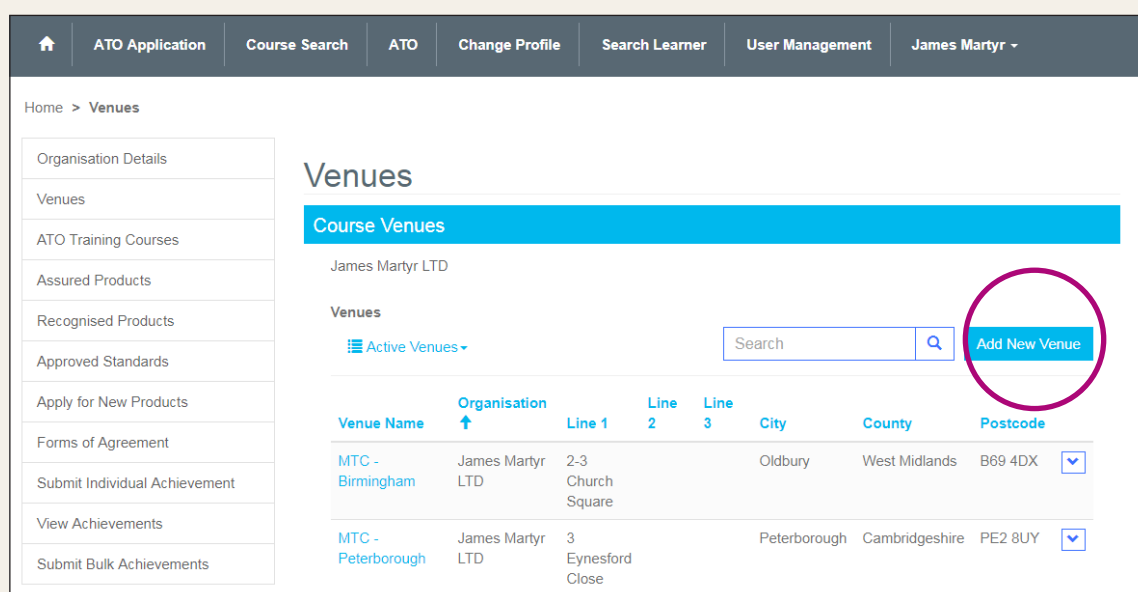 ATO Application Course Search ATO Change Profile Search Learner User Management James Martyr
Home > Venues
Organisation Details
Venues
ATO Training Courses
Assured Products
Recognised Products
Approved Standards
Apply for New Products
Forms of Agreement
Submit Individual Achievement
View Achievements
Submit Bulk Achievements
Venues
Course Venues
James Martyr LTD
Venues
Active Venues Search Add New Venue
Organisation Line Line
Venue Name Line 1 2 3 City County Postcode
MTC - James Martyr 2-3 Oldbury West Midlands B69 4DX
Birmingham LTD Church
Square
MTC - James Martyr 3 Peterborough Cambridgeshire PE2 8UY
Peterborough LTD Eynesford
Close